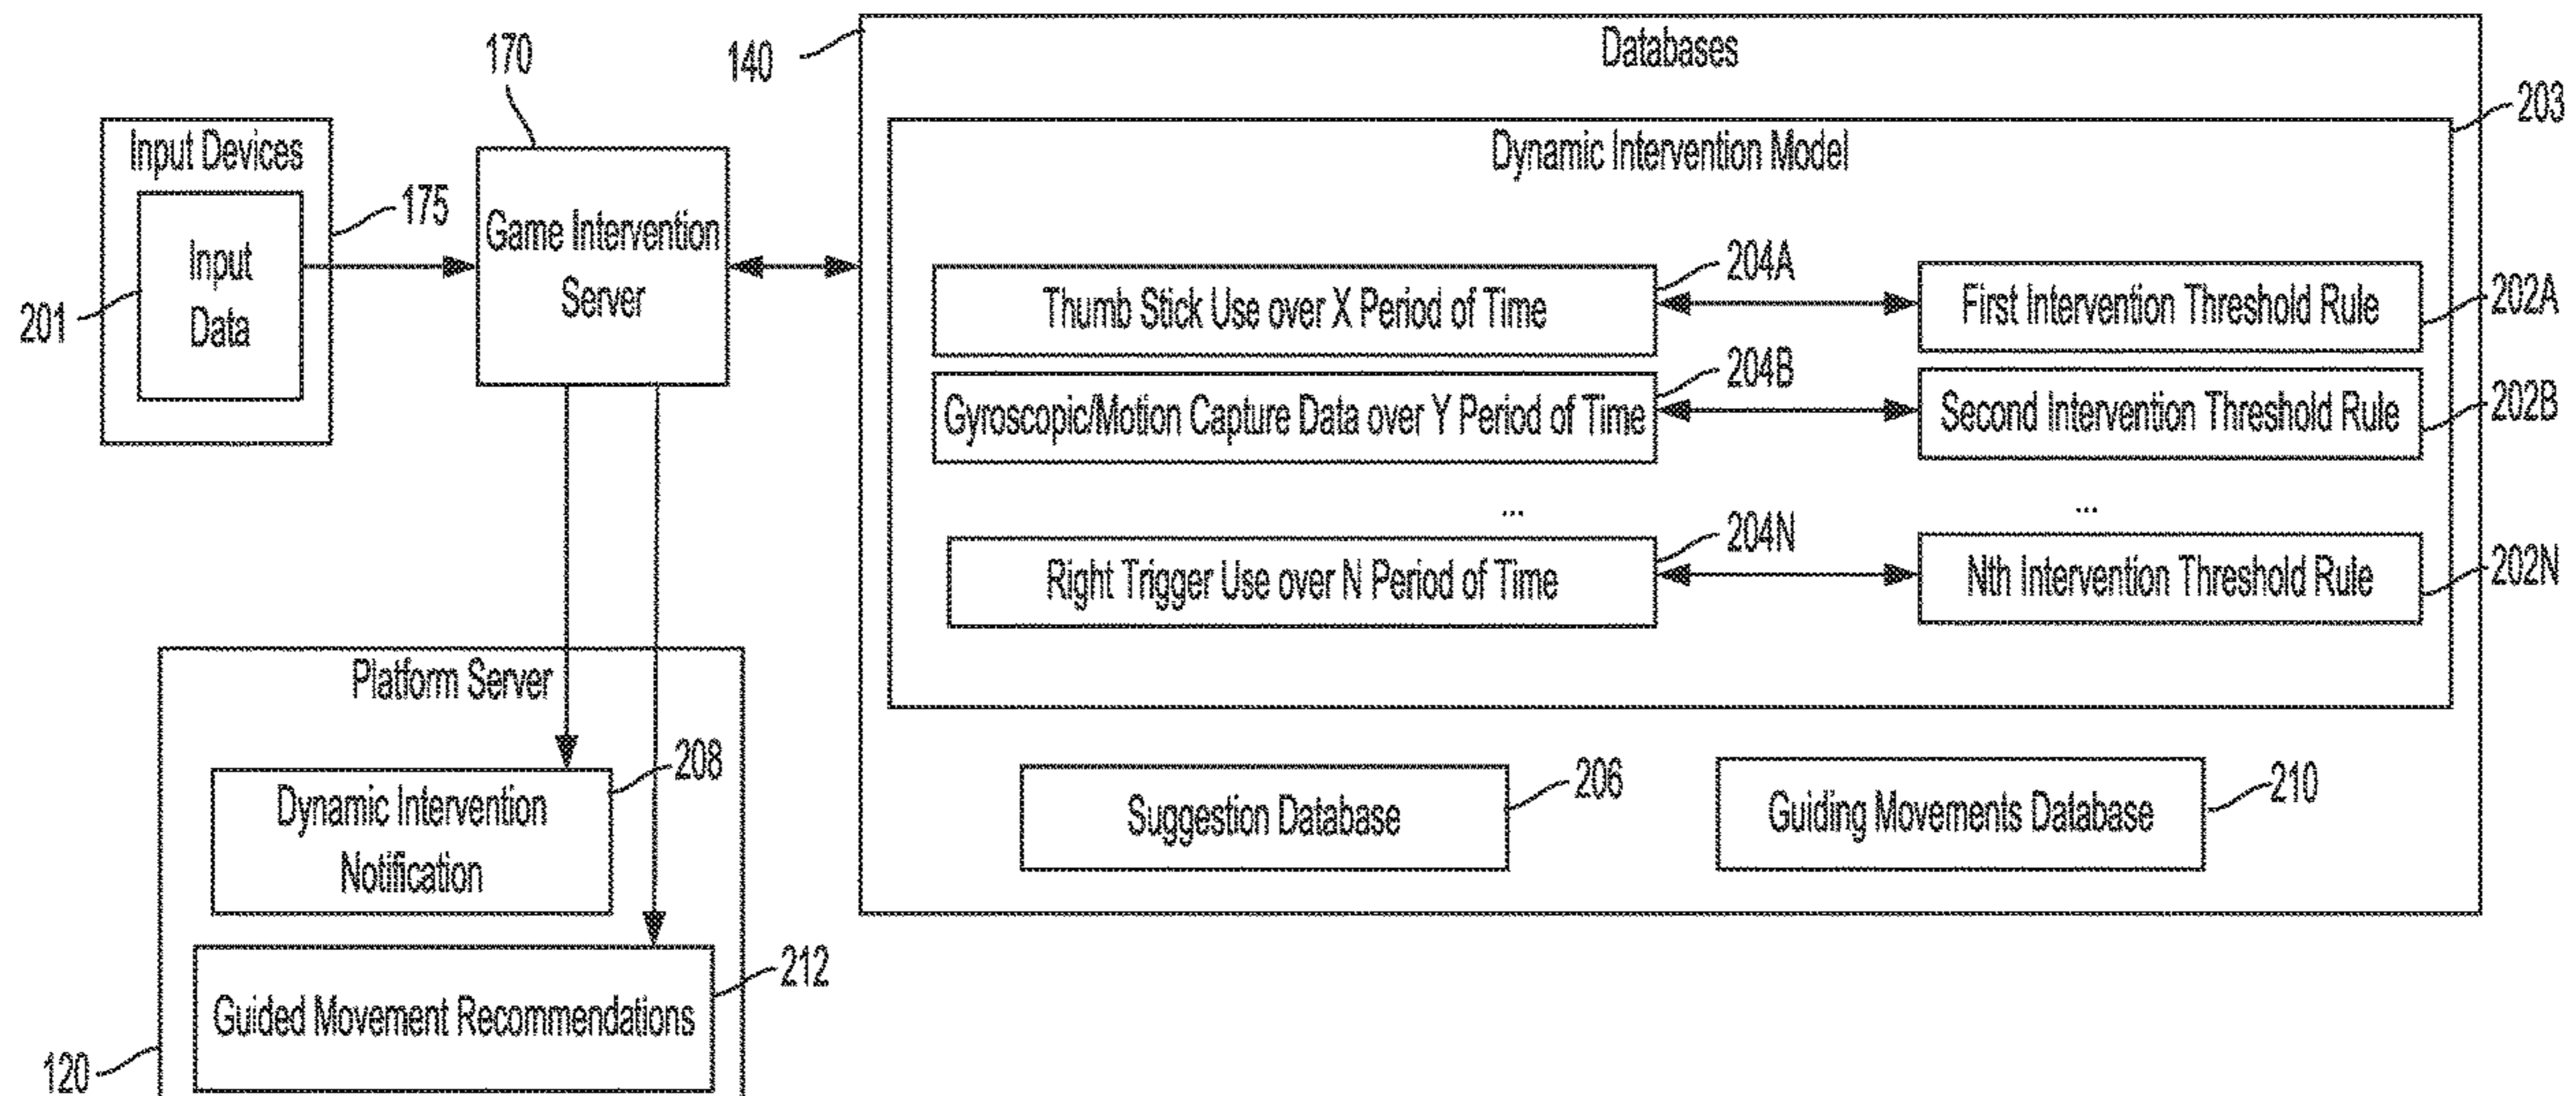 170
140
Databases
203
Input Devices
Dynamic Intervention Model
175
Game Intervention
Server
Input
Data
201
204A
Thumb Stick Use over X Period of Time
First Intervention Threshold Rule
202A
204B
Gyroscopic/Motion Capture Data over Y Period of Time
Second Intervention Threshold Rule
202B
...
...
204N
Right Trigger Use over N Period of Time
Nth Intervention Threshold Rule
202N
Platform Server
208
Dynamic Intervention
Notification
206
Suggestion Database
210
Guiding Movements Database
212
Guided Movement Recommendations
120